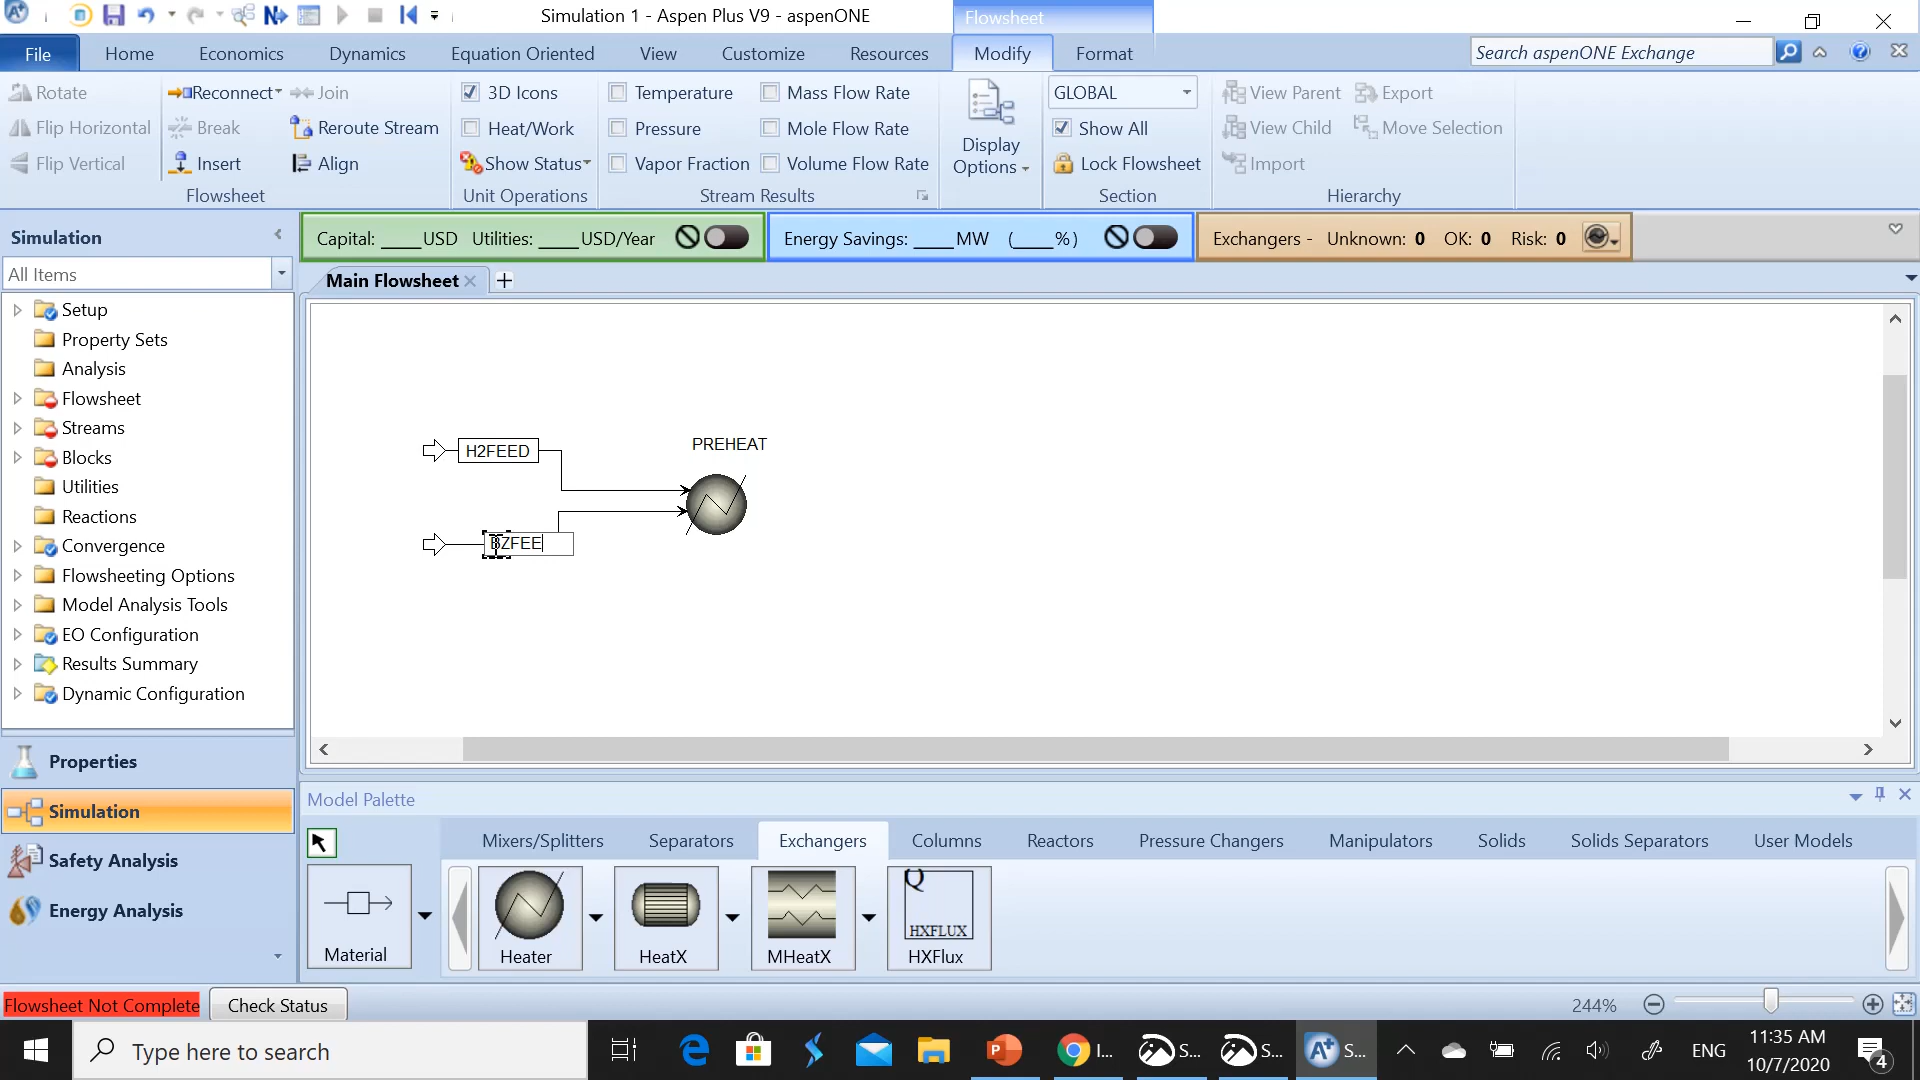 Simulation 1 - Aspen Plus V9 - aspenONE
Flowsheet
File Home Economics Dynamics Equation Oriented View Customize Resources Modify Format
Search aspenONE Exchange
Rotate
Flip Horizontal
Flip Vertical
Reconnect
Join
Break
Reroute Stream
Insert
Align
Flowsheet
3D Icons
Heat/Work
Show Status
Unit Operations
Temperature
Mass Flow Rate
Pressure
Mole Flow Rate
Vapor Fraction
Volume Flow Rate
Stream Results
Display
Options
GLOBAL
Show All
Lock Flowsheet
Section
View Parent
Export
View Child
Move Selection
Import
Hierarchy
Simulation
All Items
Setup
Property Sets
Analysis
Flowsheet
Streams
Blocks
Utilities
Reactions
Convergence
Flowsheeting Options
Model Analysis Tools
EO Configuration
Results Summary
Dynamic Configuration
Properties
Simulation
Safety Analysis
Energy Analysis
Capital: ____USD Utilities: ____USD/Year
Energy Savings: ____MW (____%)
Exchangers - Unknown: 0 OK: 0 Risk: 0
Main Flowsheet
H2FEED
PREHEAT
BZFEE
Model Palette
Mixers/Splitters Separators Exchangers Columns Reactors Pressure Changers Manipulators Solids Solids Separators User Models
Material
Heater
HeatX
MHeatX
Q
HXFLUX
HXFlux
Flowsheet Not Complete
Check Status
244%
Type here to search
I...
S...
S...
S...
ENG
11:35 AM
10/7/2020
4